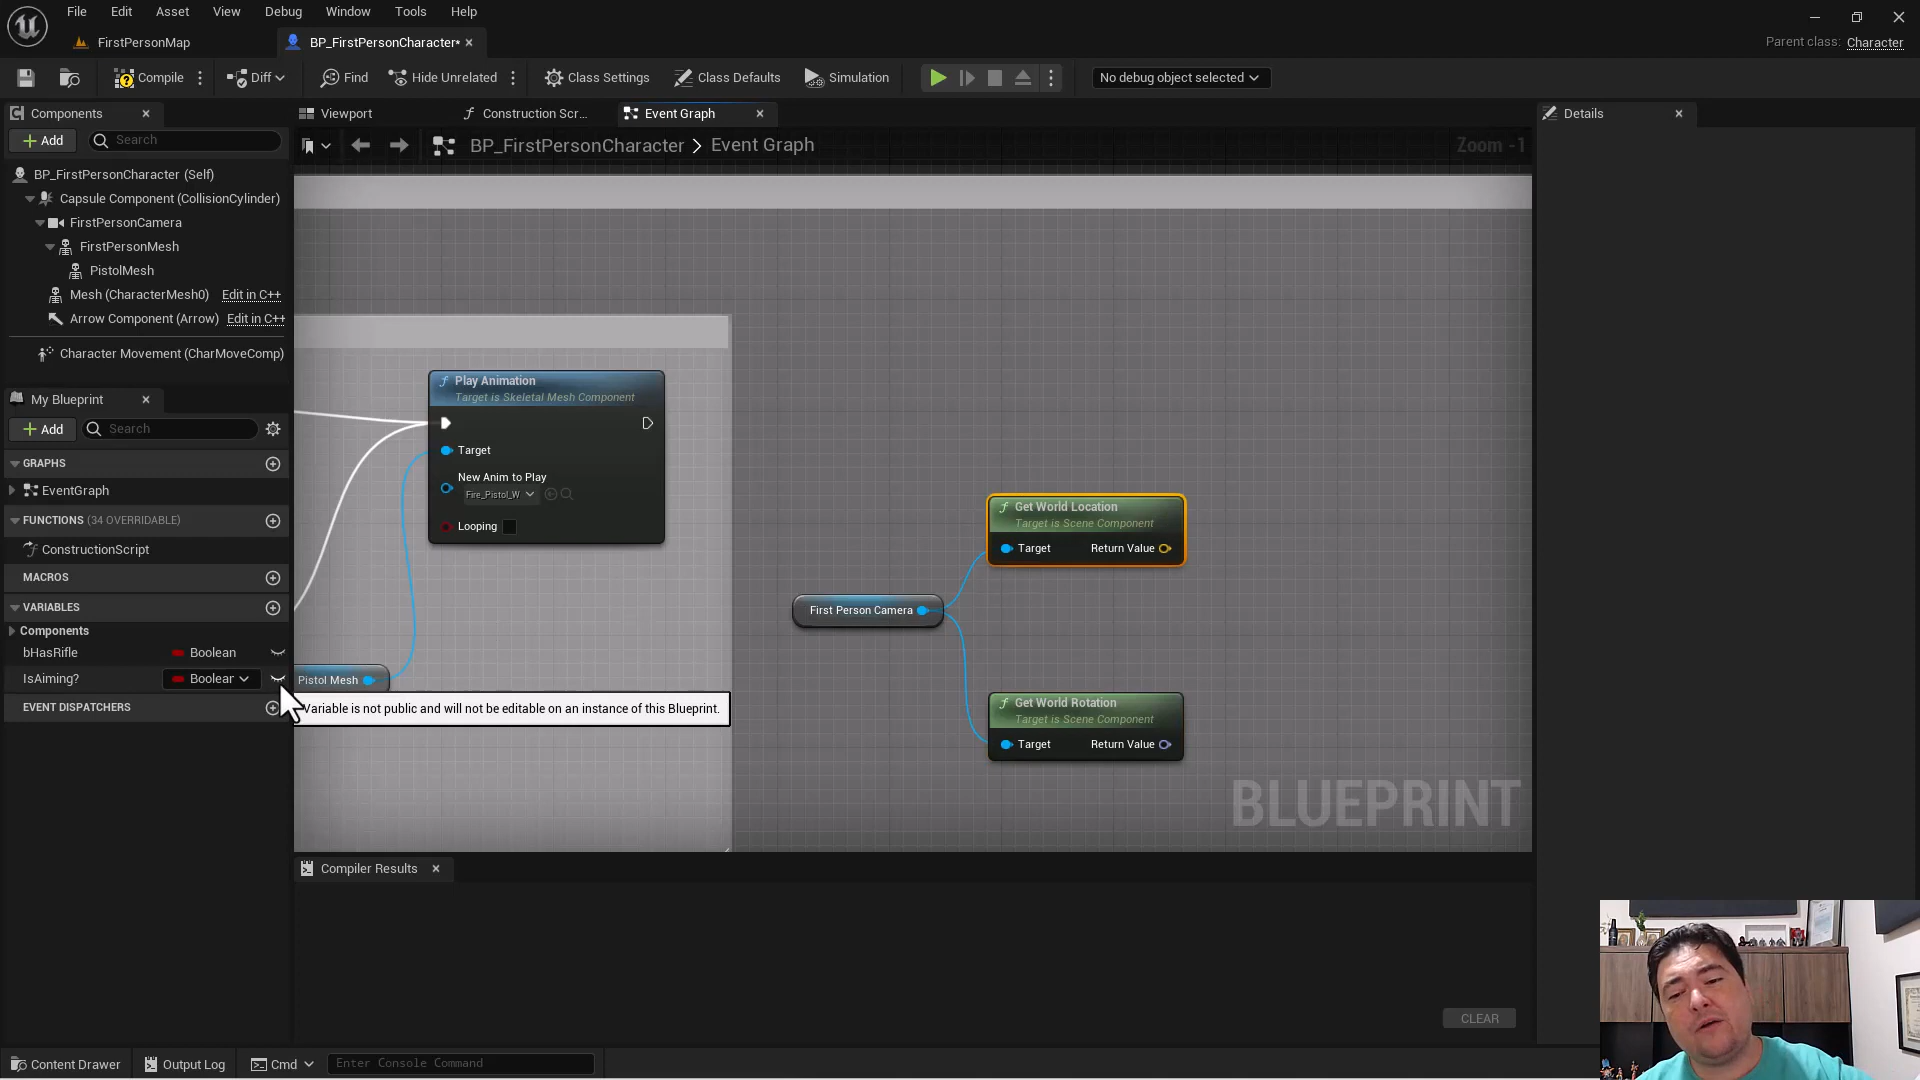 File Edit Asset View Debug Window Tools Help
FirstPersonMap
BP_FirstPersonCharacter*
Parent class: Character
Compile
Diff
Find
Hide Unrelated
Class Settings
Class Defaults
Simulation
No debug object selected
Components
Viewport
Construction Scr...
Event Graph
Details
Add
Search
BP_FirstPersonCharacter > Event Graph
Zoom -1
BP_FirstPersonCharacter (Self)
Capsule Component (CollisionCylinder)
FirstPersonCamera
FirstPersonMesh
PistolMesh
Mesh (CharacterMesh0) Edit in C++
Arrow Component (Arrow) Edit in C++
Character Movement (CharMoveComp)
My Blueprint
Add
Search
GRAPHS
EventGraph
FUNCTIONS (34 OVERRIDABLE)
ConstructionScript
MACROS
VARIABLES
Components
bHasRifle Boolean
IsAiming? Boolear
EVENT DISPATCHERS
Play Animation
Target is Skeletal Mesh Component
Target
New Anim to Play
Fire_Pistol_W
Looping
Pistol Mesh
Variable is not public and will not be editable on an instance of this Blueprint.
First Person Camera
Get World Location
Target is Scene Component
Target Return Value
Get World Rotation
Target is Scene Component
Target Return Value
BLUEPRINT
Compiler Results
CLEAR
Content Drawer
Output Log
Cmd
Enter Console Command